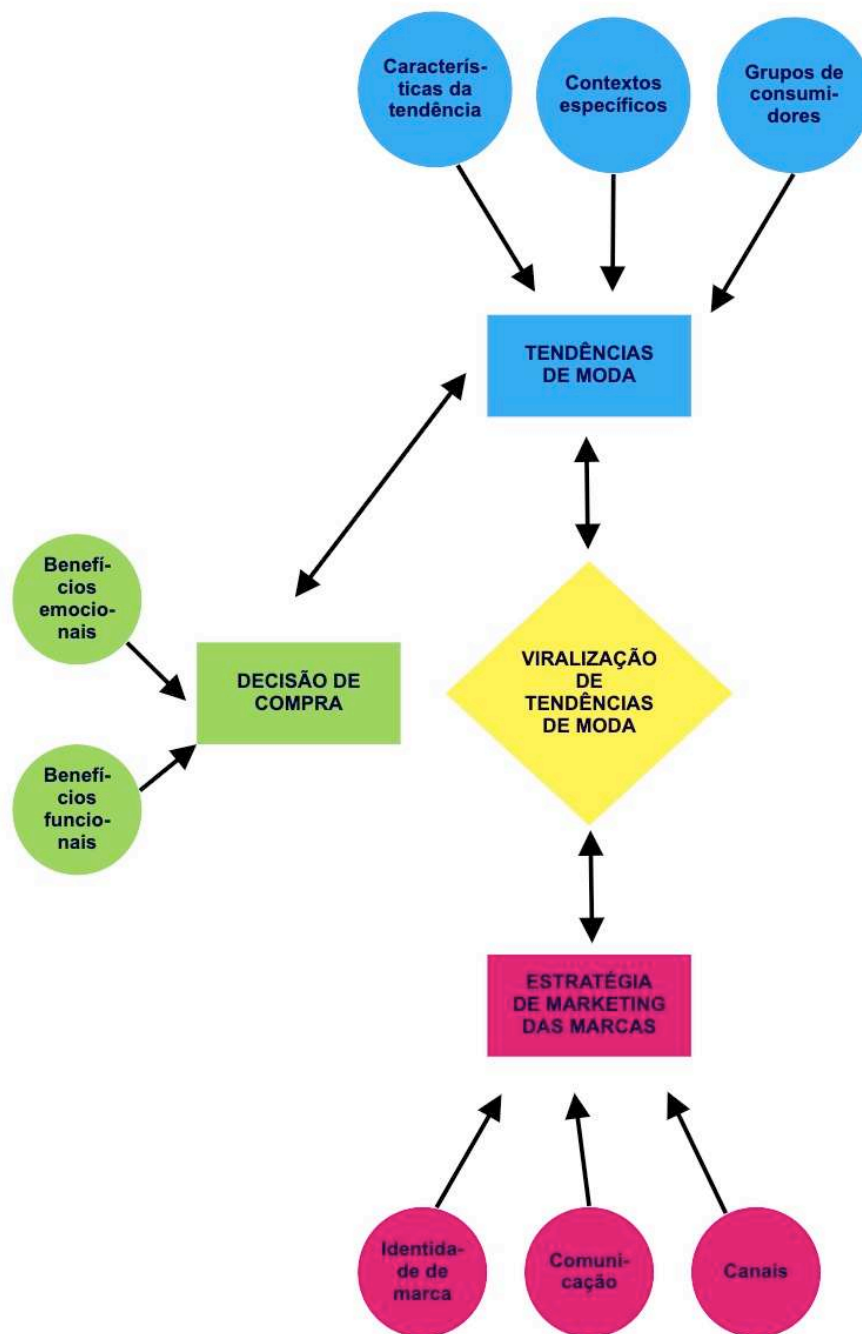 Caracterís-
ticas da
tendência
Contextos
específicos
Grupos de
consumi-
dores
TENDÊNCIAS
DE MODA
Benefí-
cios
emocio-
nais
DECISÃO DE
COMPRA
VIRALIZAÇÃO
DE
TENDÊNCIAS
DE MODA
Benefí-
cios
funcio-
nais
ESTRATÉGIA
DE MARKETING
DAS MARCAS
Identida-
de de
marca
Comuni-
cação
Canais